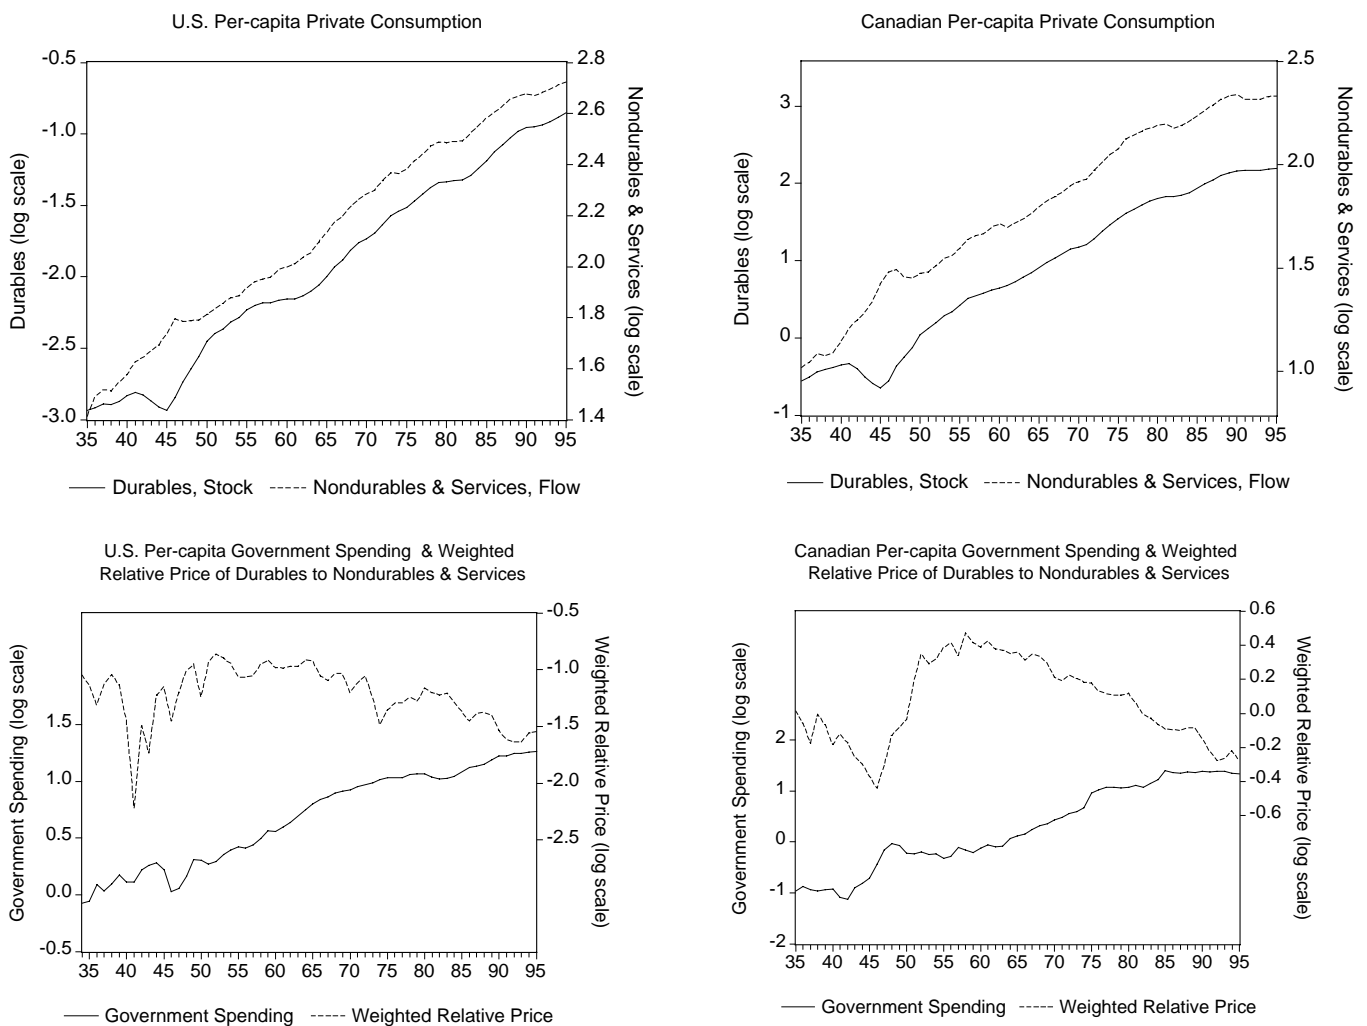 U.S. Per-capita Private Consumption
-0.5
-1.0
-1.5
-2.0
-2.5
-3.0
Durables (log scale)
2.8
2.6
2.4
2.2
2.0
1.8
1.6
1.4
Nondurables & Services (log scale)
35 40 45 50 55 60 65 70 75 80 85 90 95
Durables, Stock Nondurables & Services, Flow
Canadian Per-capita Private Consumption
3
2
1
0
-1
Durables (log scale)
2.5
2.0
1.5
1.0
Nondurables & Services (log scale)
35 40 45 50 55 60 65 70 75 80 85 90 95
Durables, Stock Nondurables & Services, Flow
U.S. Per-capita Government Spending & Weighted
Relative Price of Durables to Nondurables & Services
1.5
1.0
0.5
0.0
-0.5
Government Spending (log scale)
-0.5
-1.0
-1.5
-2.0
-2.5
Weighted Relative Price (log scale)
35 40 45 50 55 60 65 70 75 80 85 90 95
Government Spending Weighted Relative Price
Canadian Per-capita Government Spending & Weighted
Relative Price of Durables to Nondurables & Services
2
1
0
-1
-2
Government Spending (log scale)
0.6
0.4
0.2
0.0
-0.2
-0.4
-0.6
Weighted Relative Price (log scale)
35 40 45 50 55 60 65 70 75 80 85 90 95
Government Spending Weighted Relative Price